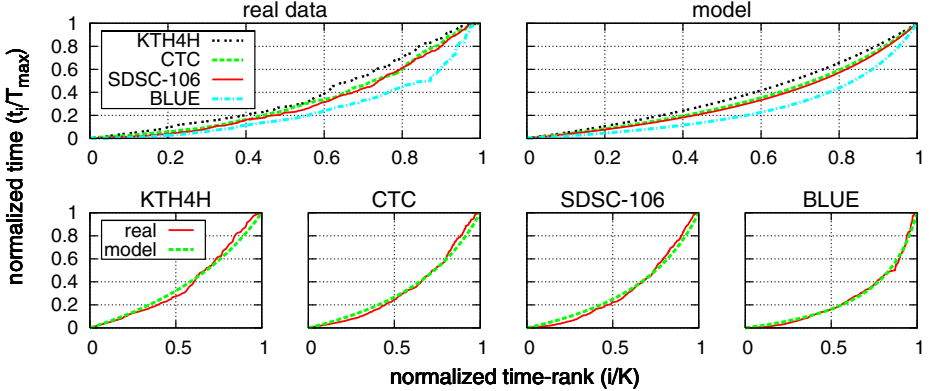 real data
model
normalized time (t_i/T_max)
1
0.8
0.6
0.4
0.2
0
KTH4H
CTC
SDSC-106
BLUE
0 0.2 0.4 0.6 0.8 1
0 0.2 0.4 0.6 0.8 1
KTH4H
CTC
SDSC-106
BLUE
1
0.8
0.6
0.4
0.2
0
real
model
0 0.5 1
0 0.5 1
0 0.5 1
0 0.5 1
normalized time-rank (i/K)